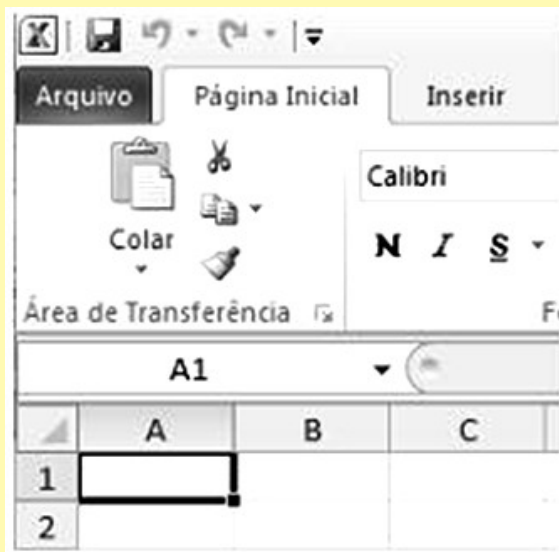 Arquivo Página Inicial Inserir
Calibri
Colar
N I S
Área de Transferência
A1
A B C
1
2